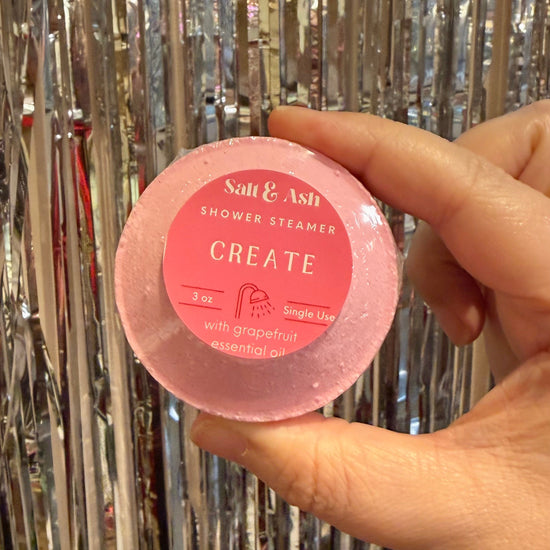 Salt & Ash
SHOWER STEAMER
CREATE
3 oz
Single Use
with grapefruit
essential oil